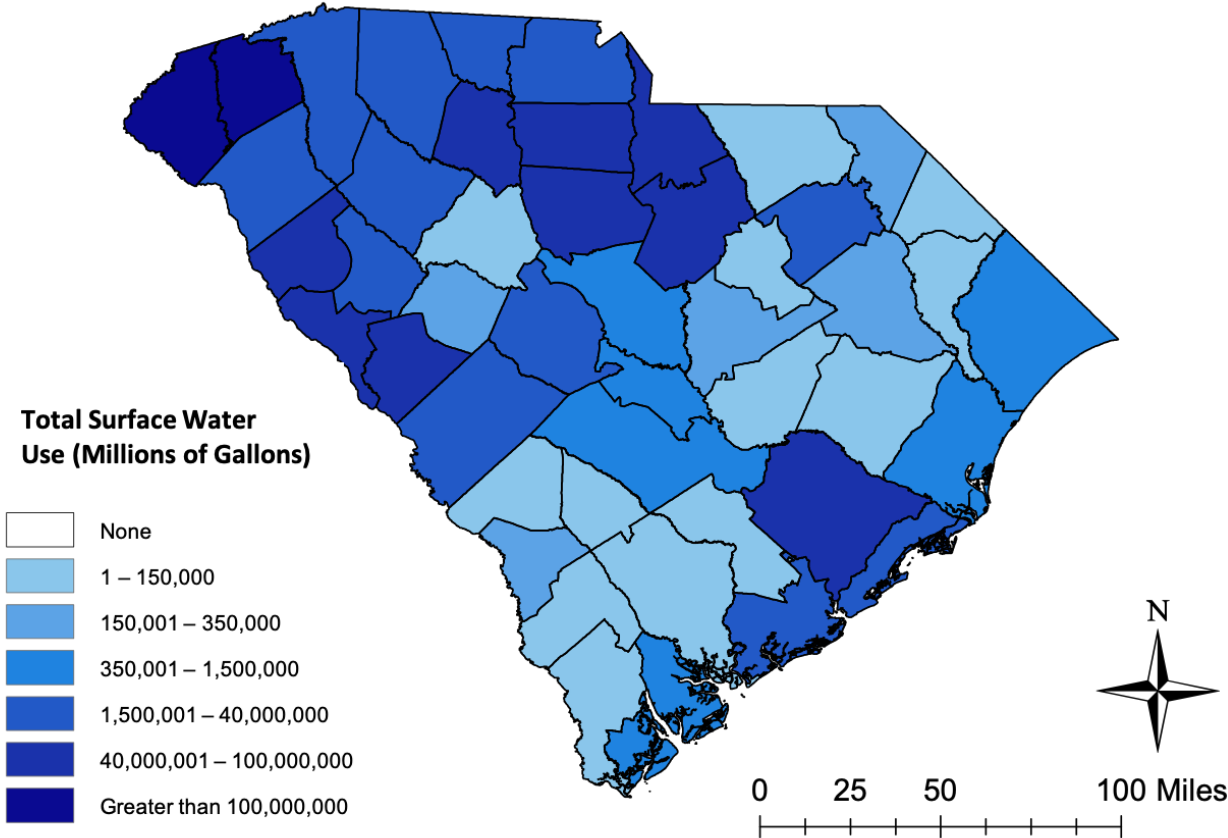 Total Surface Water
Use (Millions of Gallons)
None
1 – 150,000
150,001 – 350,000
350,001 – 1,500,000
1,500,001 – 40,000,000
40,000,001 – 100,000,000
Greater than 100,000,000
N
0 25 50 100 Miles